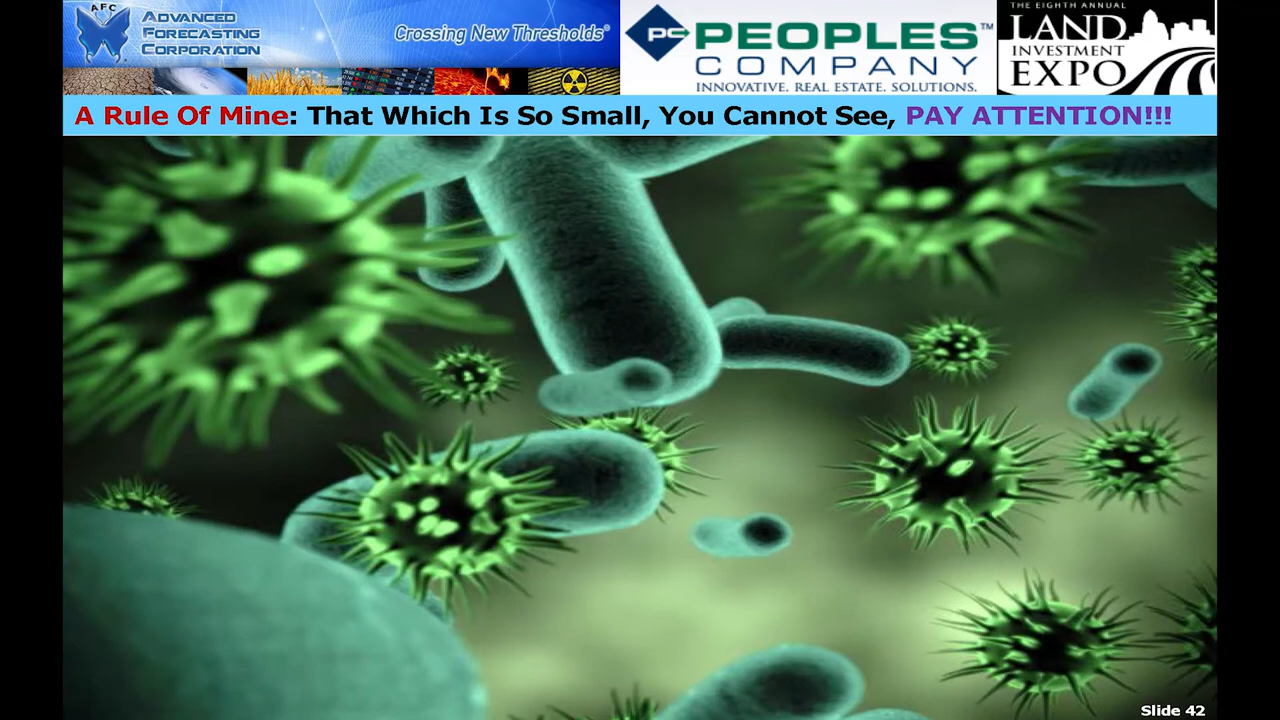 AFC
ADVANCED
FORECASTING
CORPORATION
Crossing New Thresholds®
PC PEOPLES™
COMPANY
INNOVATIVE. REAL ESTATE. SOLUTIONS.
THE EIGHTH ANNUAL
LAND
INVESTMENT
EXPO
A Rule Of Mine: That Which Is So Small, You Cannot See, PAY ATTENTION!!!
Slide 42